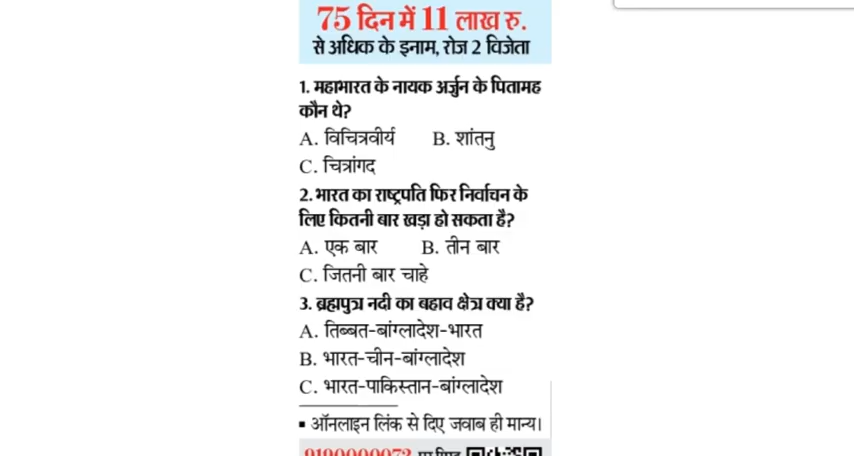 75 दिन में 11 लाख रु.
से अधिक के इनाम, रोज 2 विजेता
1. महाभारत के नायक अर्जुन के पितामह
कौन थे?
A. विचित्रवीर्य B. शांतनु
C. चित्रांगद
2. भारत का राष्ट्रपति फिर निर्वाचन के
लिए कितनी बार खड़ा हो सकता है?
A. एक बार B. तीन बार
C. जितनी बार चाहे
3. ब्रह्मपुत्र नदी का बहाव क्षेत्र क्या है?
A. तिब्बत-बांग्लादेश-भारत
B. भारत-चीन-बांग्लादेश
C. भारत-पाकिस्तान-बांग्लादेश
▪ ऑनलाइन लिंक से दिए जवाब ही मान्य।